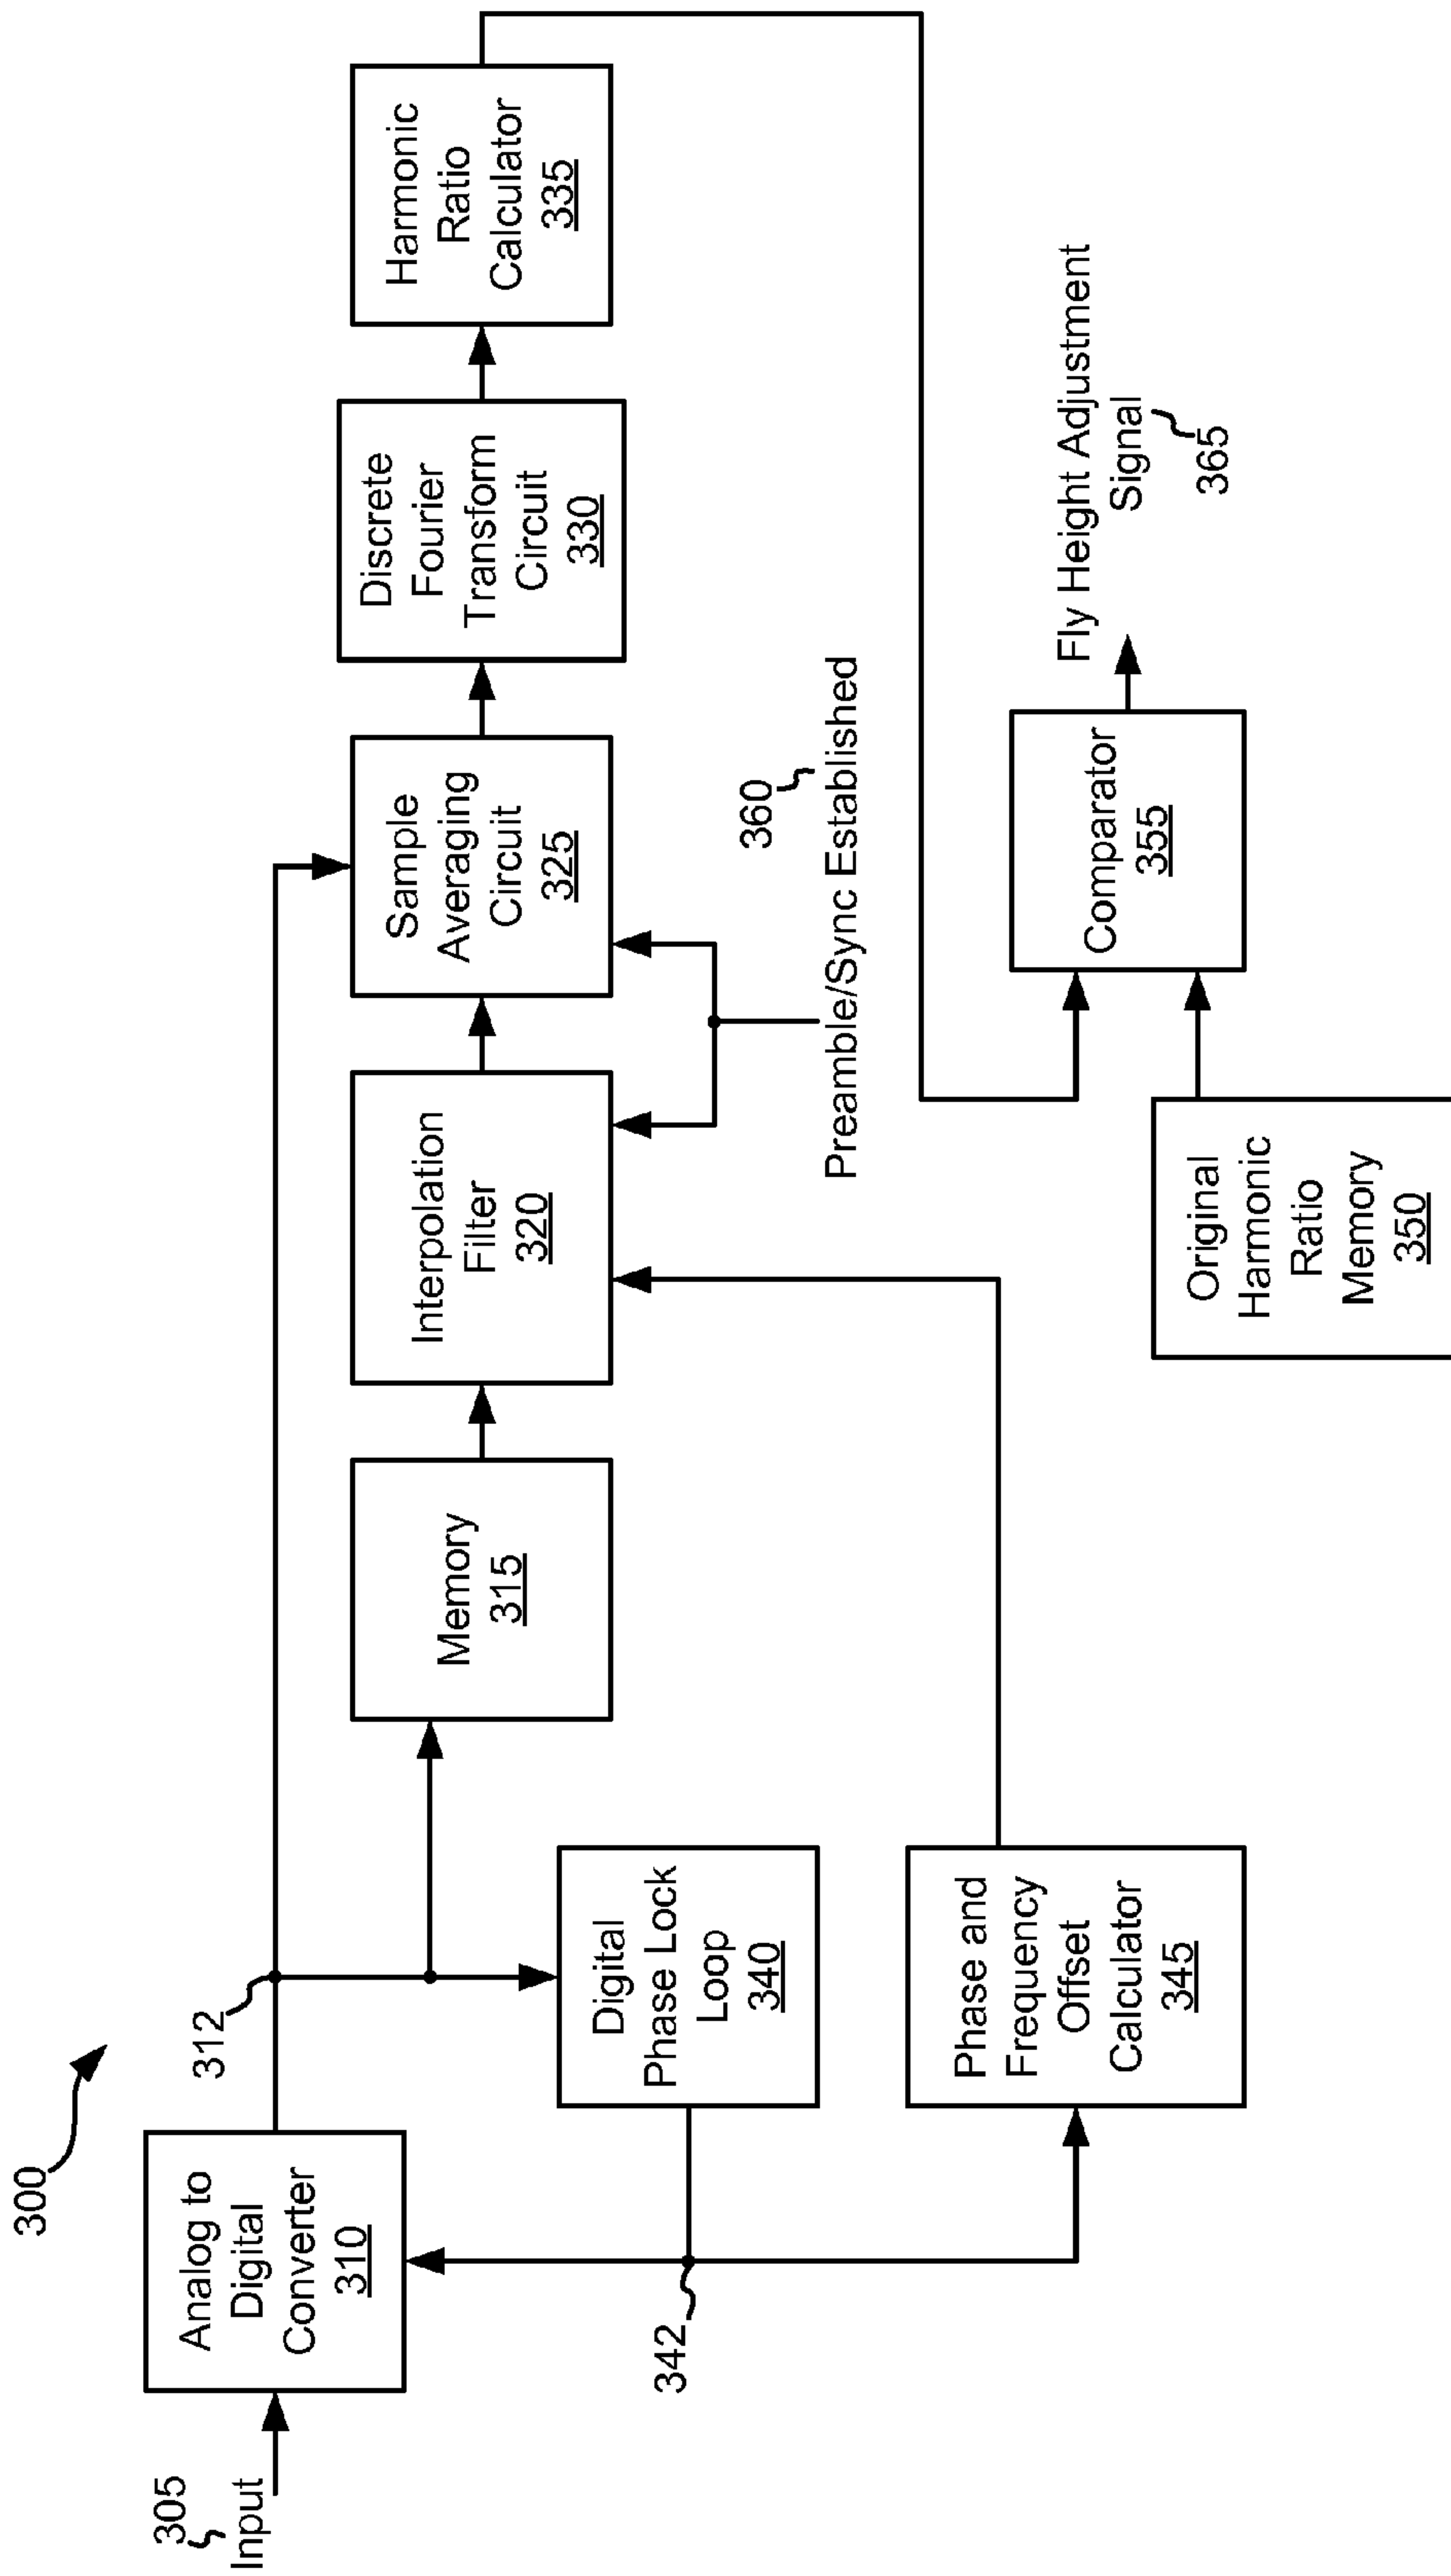 300
305
Input
Analog to
Digital
Converter
310
312
342
Digital
Phase Lock
Loop
340
Phase and
Frequency
Offset
Calculator
345
Memory
315
Interpolation
Filter
320
Sample
Averaging
Circuit
325
Discrete
Fourier
Transform
Circuit
330
Harmonic
Ratio
Calculator
335
360
Preamble/Sync Established
Original
Harmonic
Ratio
Memory
350
Comparator
355
Fly Height Adjustment
Signal
365